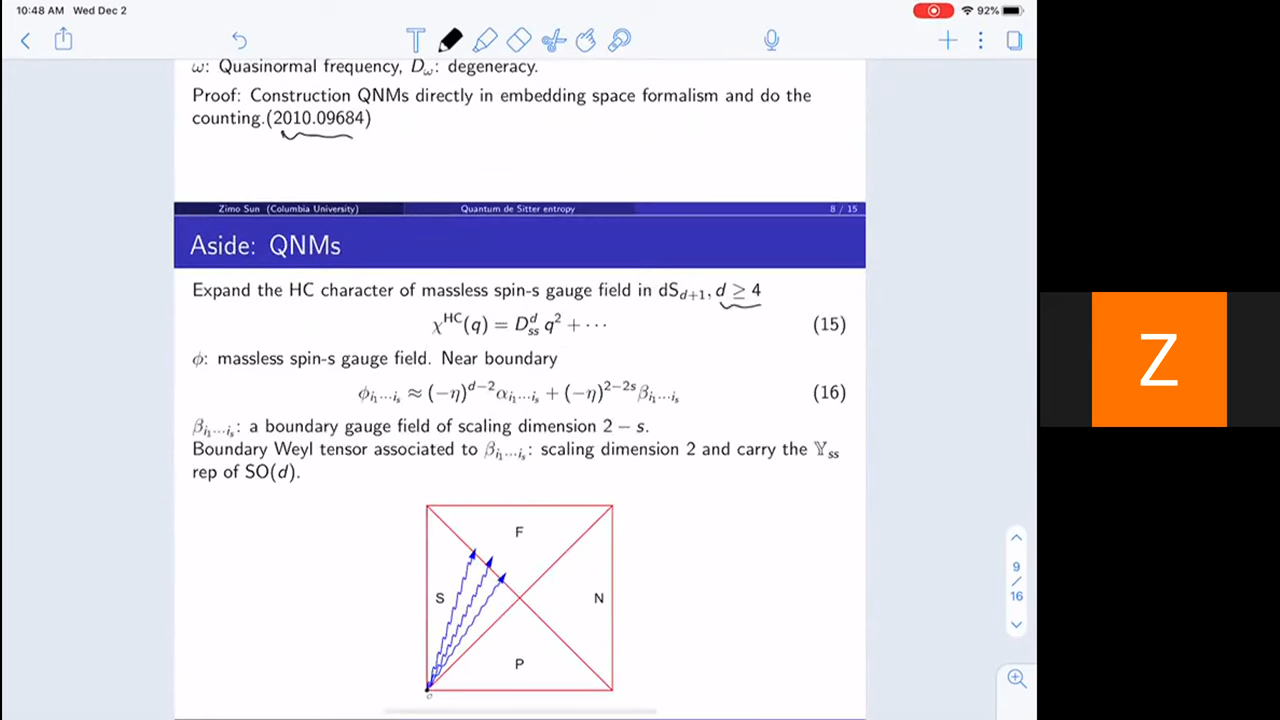 10:48 AM Wed Dec 2
92%
ω: Quasinormal frequency, D_ω: degeneracy.
Proof: Construction QNMs directly in embedding space formalism and do the
counting.(2010.09684)
Zimo Sun (Columbia University) Quantum de Sitter entropy 8 / 15
Aside: QNMs
Expand the HC character of massless spin-s gauge field in dS_{d+1}, d ≥ 4
χ^{HC}(q) = D^d_{ss} q^2 + ··· (15)
ϕ: massless spin-s gauge field. Near boundary
ϕ_{i_1···i_s} ≈ (−η)^{d−2}α_{i_1···i_s} + (−η)^{2−2s}β_{i_1···i_s} (16)
β_{i_1···i_s}: a boundary gauge field of scaling dimension 2 − s.
Boundary Weyl tensor associated to β_{i_1···i_s}: scaling dimension 2 and carry the 𝕐_{ss}
rep of SO(d).
F
S
N
P
9
/
16
Z